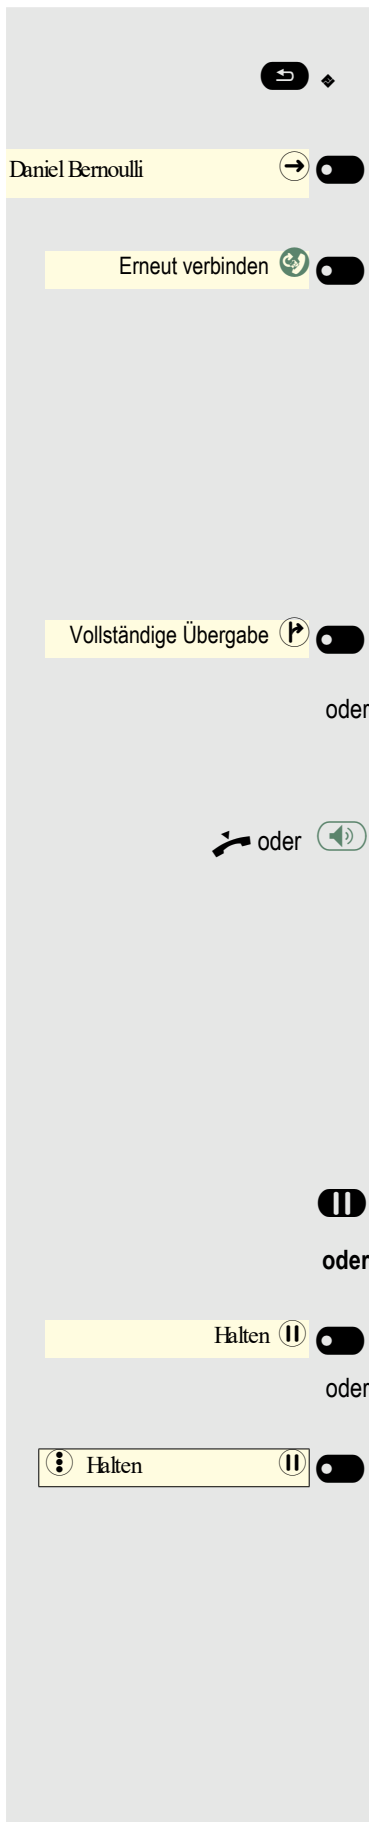 Daniel Bernoulli
Erneut verbinden
Vollständige Übergabe
oder
oder
oder
Halten
oder
Halten